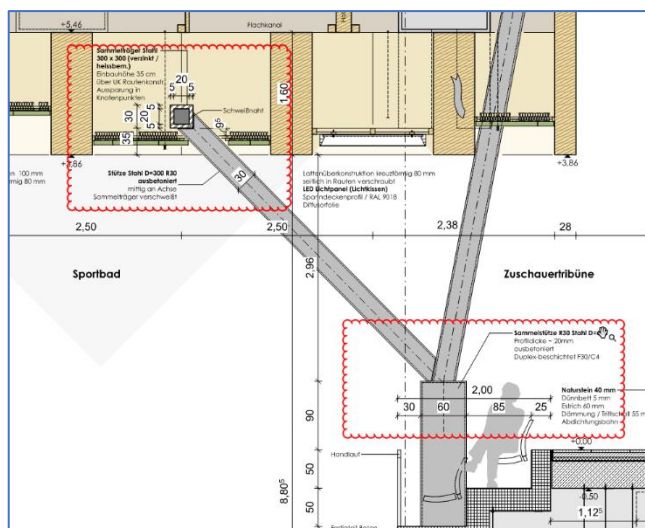 +5,46
Flachkanal
Sammelträger Stahl
300 x 300 (verzinkt /
heissbem.)
Einbauhöhe 35 cm
über UK Rautenkonstr.
Aussparung in
Knotenpunkten
20
5 5
30
5
20
5
35
Schweißnaht
1,60
9⁵
100 mm
80 mm
Stütze Stahl D=300 R30
ausbetoniert
mittig an Achse
Sammelträger verschweißt
30
Lattenüberkonstruktion kreuzförmig 80 mm
seitlich in Rauten verschraubt
LED Lichtpanel (Lichtkissen)
Spanndeckenprofil / RAL 9018
Diffusorfolie
+3,86
2,50
2,50
2,38
28
Sportbad
2,96
Zuschauertribüne
Sammelstütze R30 Stahl
Profildicke ~ 20mm
ausbetoniert
Duplex-beschichtet F30/C4
2,00
30 60 85 25
Naturstein 40 mm
Dünnbett 5 mm
Estrich 60 mm
Dämmung / Trittschall 55 m
Abdichtungsbahn
90
±0,00
Handlauf
50
8,80⁵
50
-0,50
1,12⁵